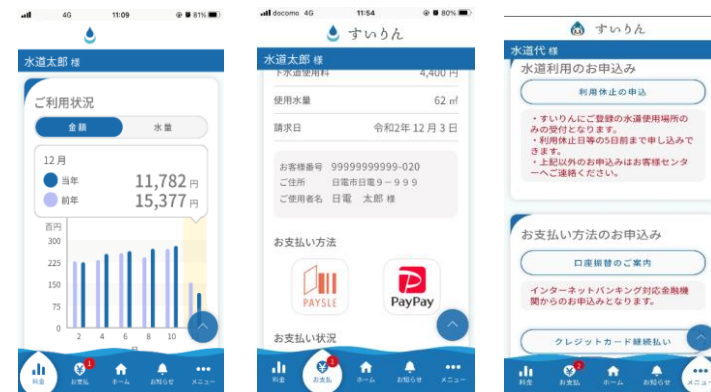 4G 11:09 81%
水道太郎 様
ご利用状況
金額 水量
12月
当年 11,782 円
前年 15,377 円
百円
300
225
150
75
0
2 4 6 8 10
料金 お支払 1 ホーム お知らせ メニュー
docomo 4G 11:54 80%
すいりん
水道太郎 様
下水道使用料 4,400 円
使用水量 62 ㎥
請求日 令和2年 12月 3日
お客様番号 99999999999-020
ご住所 日電市日電9－999
ご使用者名 日電 太郎 様
お支払い方法
PAYSLE PayPay
お支払い状況
料金 お支払 1 ホーム お知らせ メニュー
すいりん
水道代 様
水道利用のお申込み
利用休止の申込
・すいりんにご登録の水道使用場所の
みの受付となります。
・利用休止日等の5日前まで申し込みで
きます。
・上記以外のお申込みはお客様センタ
ーへご連絡ください。
お支払い方法のお申込み
口座振替のご案内
インターネットバンキング対応金融機
関からのお申込みとなります。
クレジットカード継続払い
料金 お支払 2 ホーム お知らせ メニュー